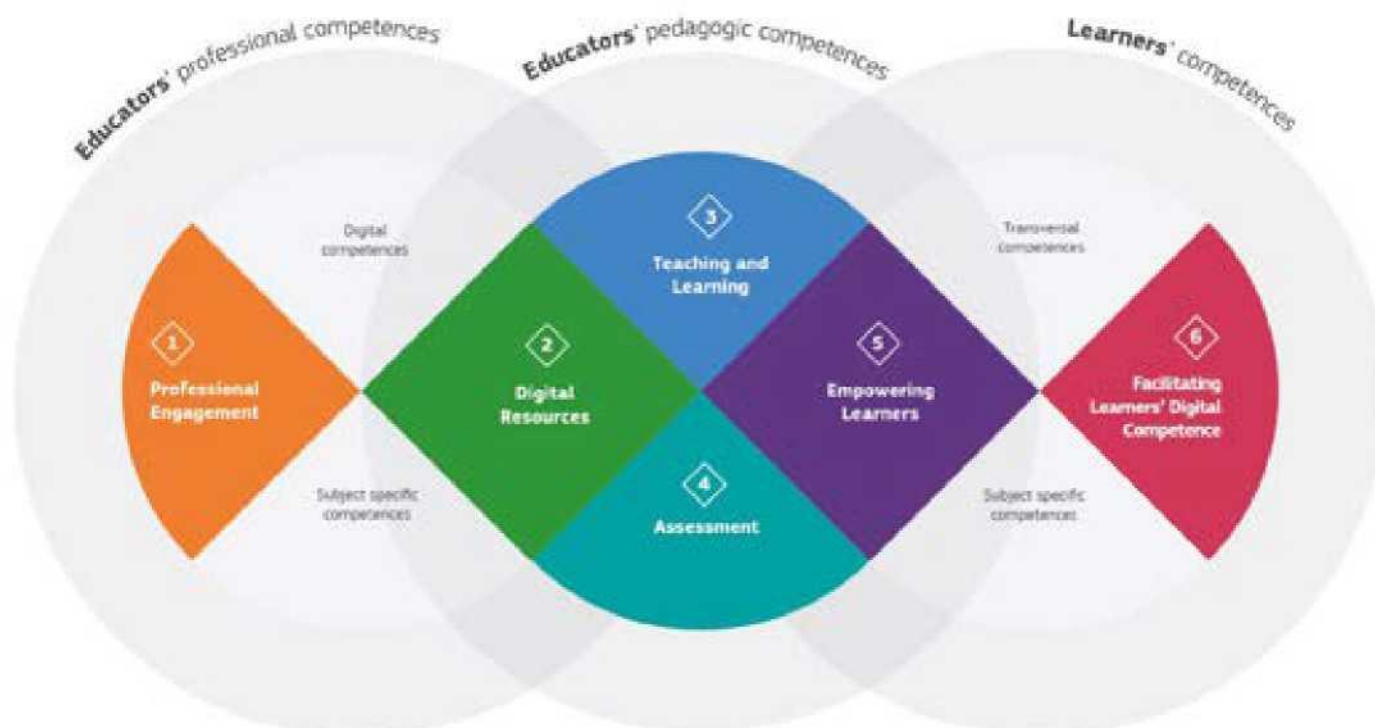 Educators' professional competences
Educators' pedagogic competences
Learners' competences
1
Professional
Engagement
Digital
competences
Subject specific
competences
2
Digital
Resources
3
Teaching and
Learning
4
Assessment
5
Empowering
Learners
Transversal
competences
Subject specific
competences
6
Facilitating
Learners' Digital
Competence